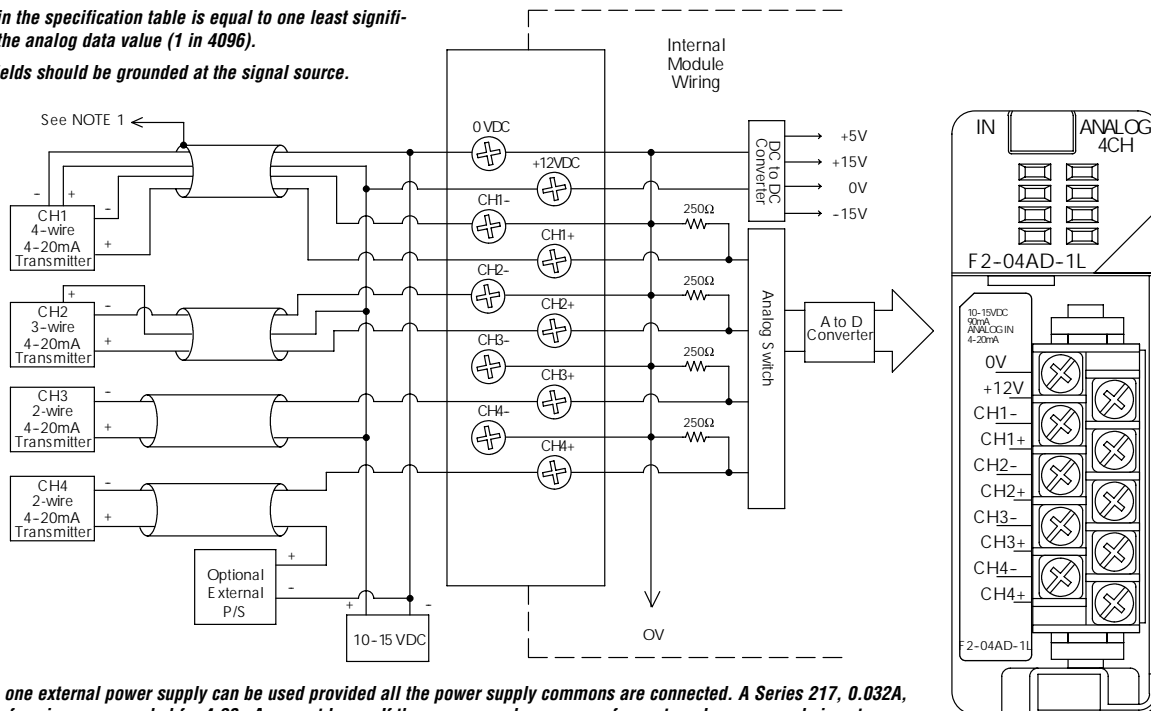 in the specification table is equal to one least signifi-
the analog data value (1 in 4096).
elds should be grounded at the signal source.
See NOTE 1
Internal
Module
Wiring
0 VDC
+12VDC
CH1-
CH1+
CH2-
CH2+
CH3-
CH3+
CH4-
CH4+
- +
CH1
4-wire
4-20mA
Transmitter
-
+
+
CH2
3-wire
4-20mA
Transmitter
-
+
CH3
2-wire
4-20mA
Transmitter
-
+
CH4
2-wire
4-20mA
Transmitter
-
+
Optional
External
P/S
+
-
+ -
10-15 VDC
DC to DC
Converter
+5V
+15V
0V
-15V
250Ω
250Ω
250Ω
250Ω
Analog Switch
A to D
Converter
0V
IN
ANALOG
4CH
F2-04AD-1L
10-15VDC
90mA
ANALOG IN
4-20mA
0V
+12V
CH1-
CH1+
CH2-
CH2+
CH3-
CH3+
CH4-
CH4+
F2-04AD-1L
one external power supply can be used provided all the power supply commons are connected. A Series 217, 0.032A,